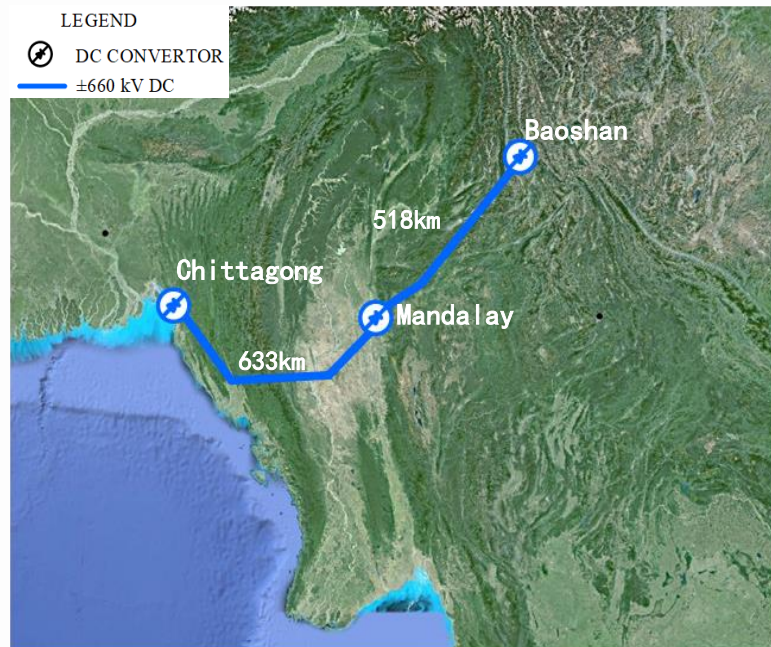 LEGEND
DC CONVERTOR
±660 kV DC
Baoshan
518km
Chittagong
Mandalay
633km